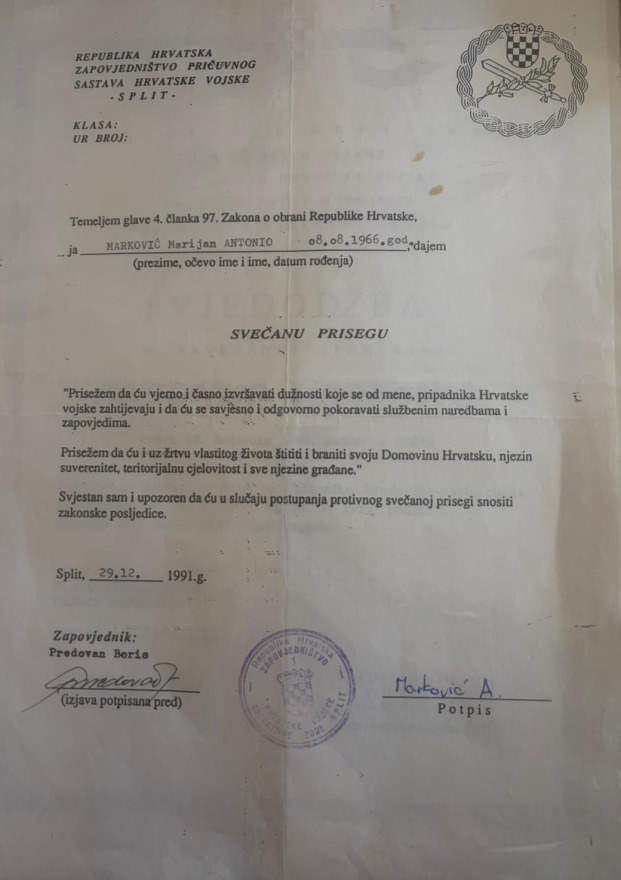 REPUBLIKA HRVATSKA
ZAPOVJEDNIŠTVO PRIČUVNOG
SASTAVA HRVATSKE VOJSKE
- S P L I T -
KLASA:
UR BROJ:
Temeljem glave 4. članka 97. Zakona o obrani Republike Hrvatske,
ja MARKOVIĆ Marijan ANTONIO 08.08.1966.god. dajem
(prezime, očevo ime i ime, datum rođenja)
SVEČANU PRISEGU
"Prisežem da ću vjerno i časno izvršavati dužnosti koje se od mene, pripadnika Hrvatske
vojske zahtijevaju i da ću se savjesno i odgovorno pokoravati službenim naredbama i
zapovjedima.
Prisežem da ću i uz žrtvu vlastitog života štititi i braniti svoju Domovinu Hrvatsku, njezin
suverenitet, teritorijalnu cjelovitost i sve njezine građane."
Svjestan sam i upozoren da ću u slučaju postupanja protivnog svečanoj prisegi snositi
zakonske posljedice.
Split, 29.12. 1991.g.
Zapovjednik:
Predovan Boris
(izjava potpisana pred)
Republika Hrvatska
ZAPOVJEDNIŠTVO
SPLIT
Marković A.
Potpis